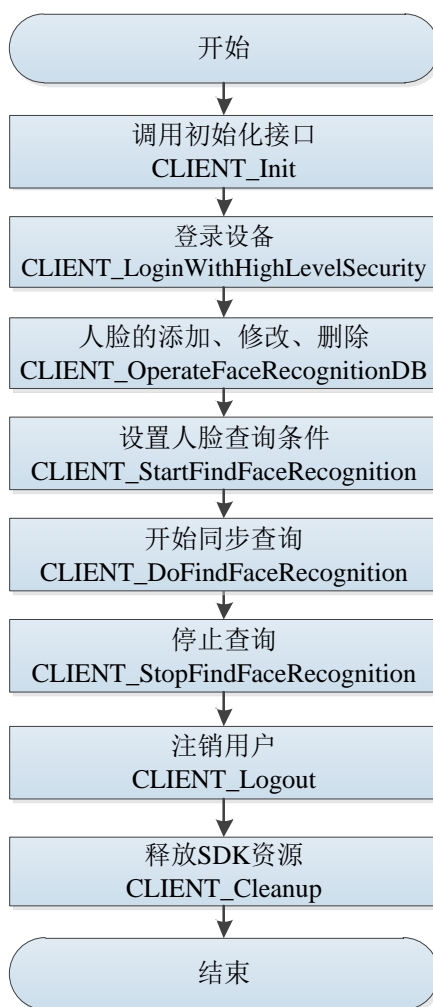 开始
调用初始化接口
CLIENT_Init
登录设备
CLIENT_LoginWithHighLevelSecurity
人脸的添加、修改、删除
CLIENT_OperateFaceRecognitionDB
设置人脸查询条件
CLIENT_StartFindFaceRecognition
开始同步查询
CLIENT_DoFindFaceRecognition
停止查询
CLIENT_StopFindFaceRecognition
注销用户
CLIENT_Logout
释放SDK资源
CLIENT_Cleanup
结束